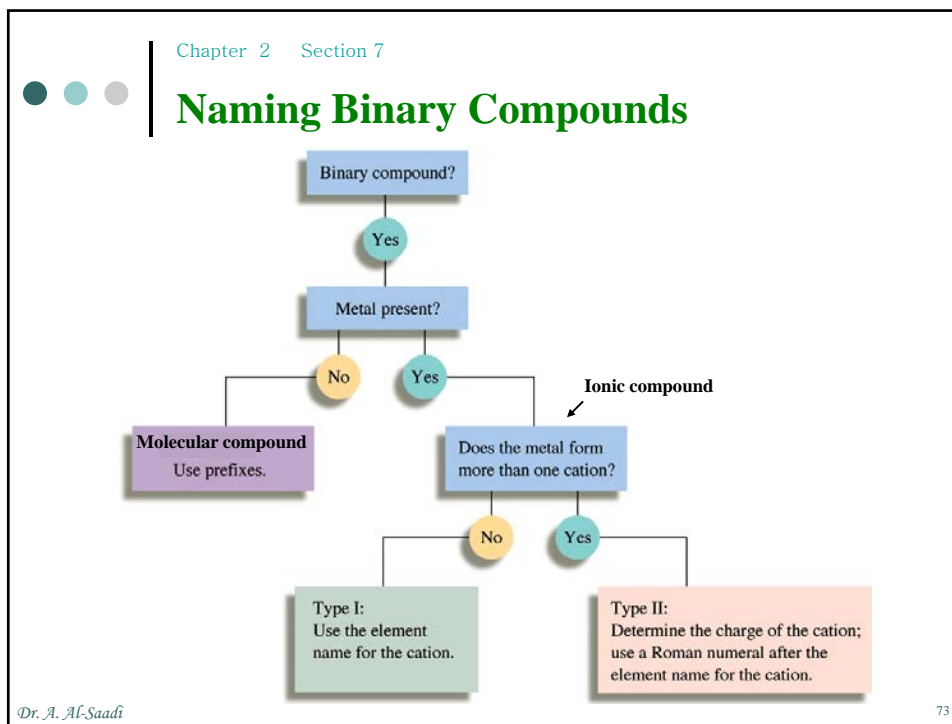 Chapter 2 Section 7
Naming Binary Compounds
Binary compound?
Yes
Metal present?
No
Yes
Ionic compound
Molecular compound
Use prefixes.
Does the metal form
more than one cation?
No
Yes
Type I:
Use the element
name for the cation.
Type II:
Determine the charge of the cation;
use a Roman numeral after the
element name for the cation.
Dr. A. Al-Saadi
73